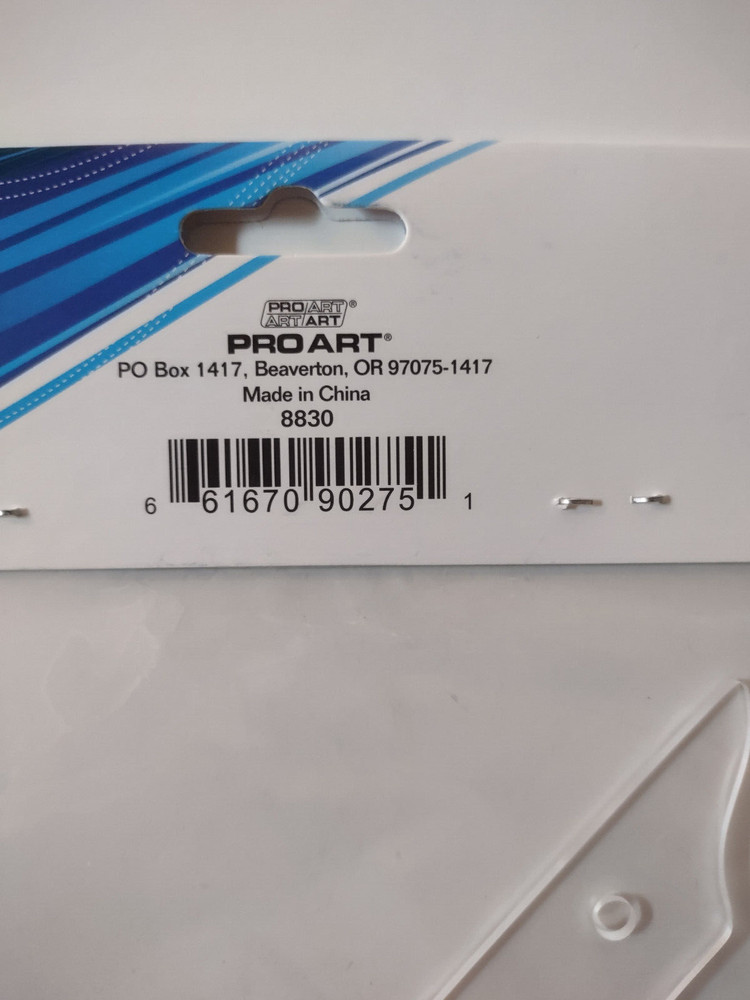 PRO ART®
ART ART
PRO ART®
PO Box 1417, Beaverton, OR 97075-1417
Made in China
8830
6 61670 90275 1